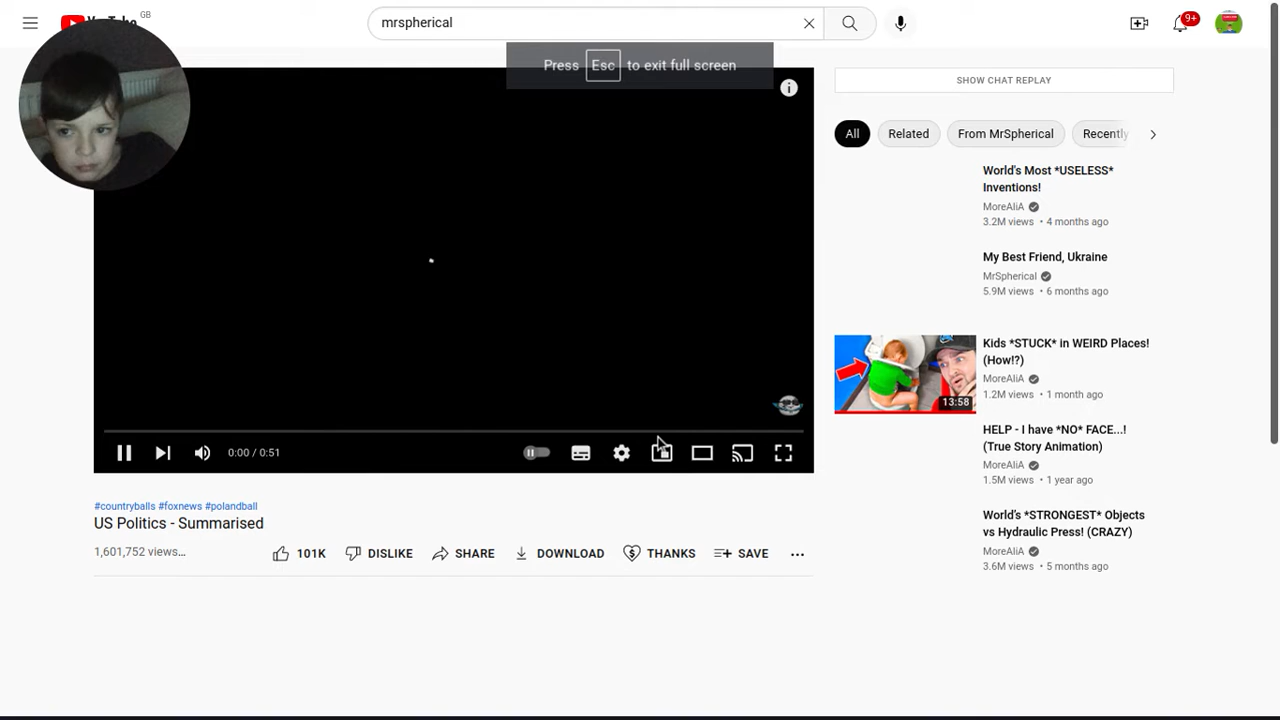 GB
mrspherical
9+
Press Esc to exit full screen
SHOW CHAT REPLAY
All
Related
From MrSpherical
Recently
World's Most *USELESS*
Inventions!
MoreAliA
3.2M views • 4 months ago
My Best Friend, Ukraine
MrSpherical
5.9M views • 6 months ago
Kids *STUCK* in WEIRD Places!
(How!?)
MoreAliA
1.2M views • 1 month ago
13:58
HELP - I have *NO* FACE...!
(True Story Animation)
MoreAliA
1.5M views • 1 year ago
World's *STRONGEST* Objects
vs Hydraulic Press! (CRAZY)
MoreAliA
3.6M views • 5 months ago
0:00 / 0:51
#countryballs #foxnews #polandball
US Politics - Summarised
1,601,752 views...
101K
DISLIKE
SHARE
DOWNLOAD
THANKS
SAVE